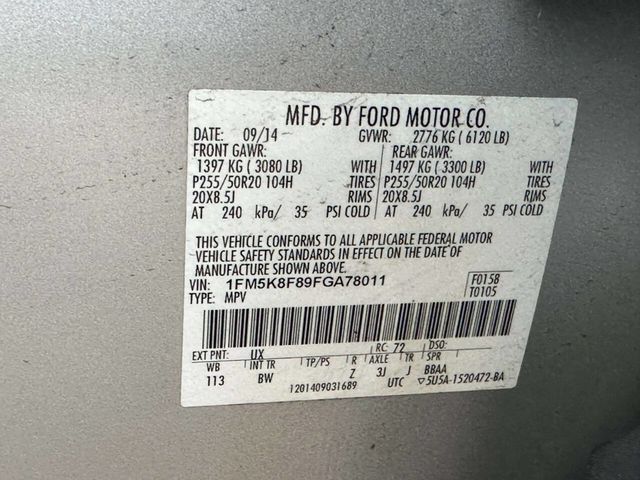 MFD. BY FORD MOTOR CO.
DATE: 09/14 GVWR: 2776 KG ( 6120 LB)
FRONT GAWR: REAR GAWR:
1397 KG ( 3080 LB) WITH 1497 KG ( 3300 LB) WITH
P255/50R20 104H TIRES P255/50R20 104H TIRES
20X8.5J RIMS 20X8.5J RIMS
AT 240 kPa/ 35 PSI COLD AT 240 kPa/ 35 PSI COLD
THIS VEHICLE CONFORMS TO ALL APPLICABLE FEDERAL MOTOR
VEHICLE SAFETY STANDARDS IN EFFECT ON THE DATE OF
MANUFACTURE SHOWN ABOVE.
VIN: 1FM5K8F89FGA78011 F0158
TYPE: MPV T0105
EXT PNT: UX RC: 72 DSO:
WB INT TR TP/PS R AXLE TR SPR
113 BW Z 3J J BBAA
1201409031689 UTC ▽5U5A-1520472-BA